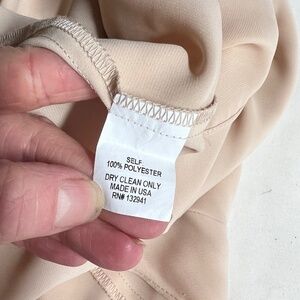 SELF
100% POLYESTER
DRY CLEAN ONLY
MADE IN USA
RN# 132941